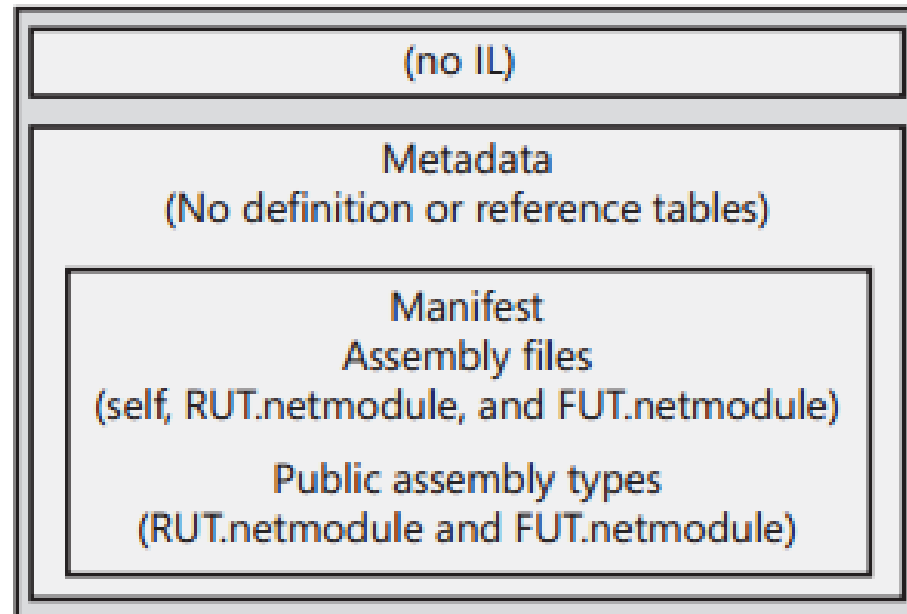 (no IL)
Metadata
(No definition or reference tables)
Manifest
Assembly files
(self, RUT.netmodule, and FUT.netmodule)
Public assembly types
(RUT.netmodule and FUT.netmodule)